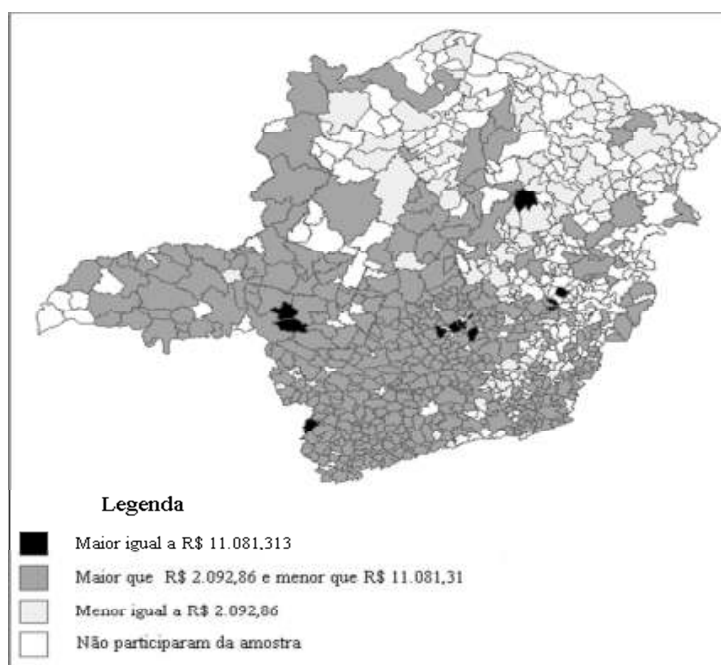 Legenda
Maior igual a R$ 11.081,313
Maior que R$ 2.092,86 e menor que R$ 11.081,31
Menor igual a R$ 2.092,86
Não participaram da amostra